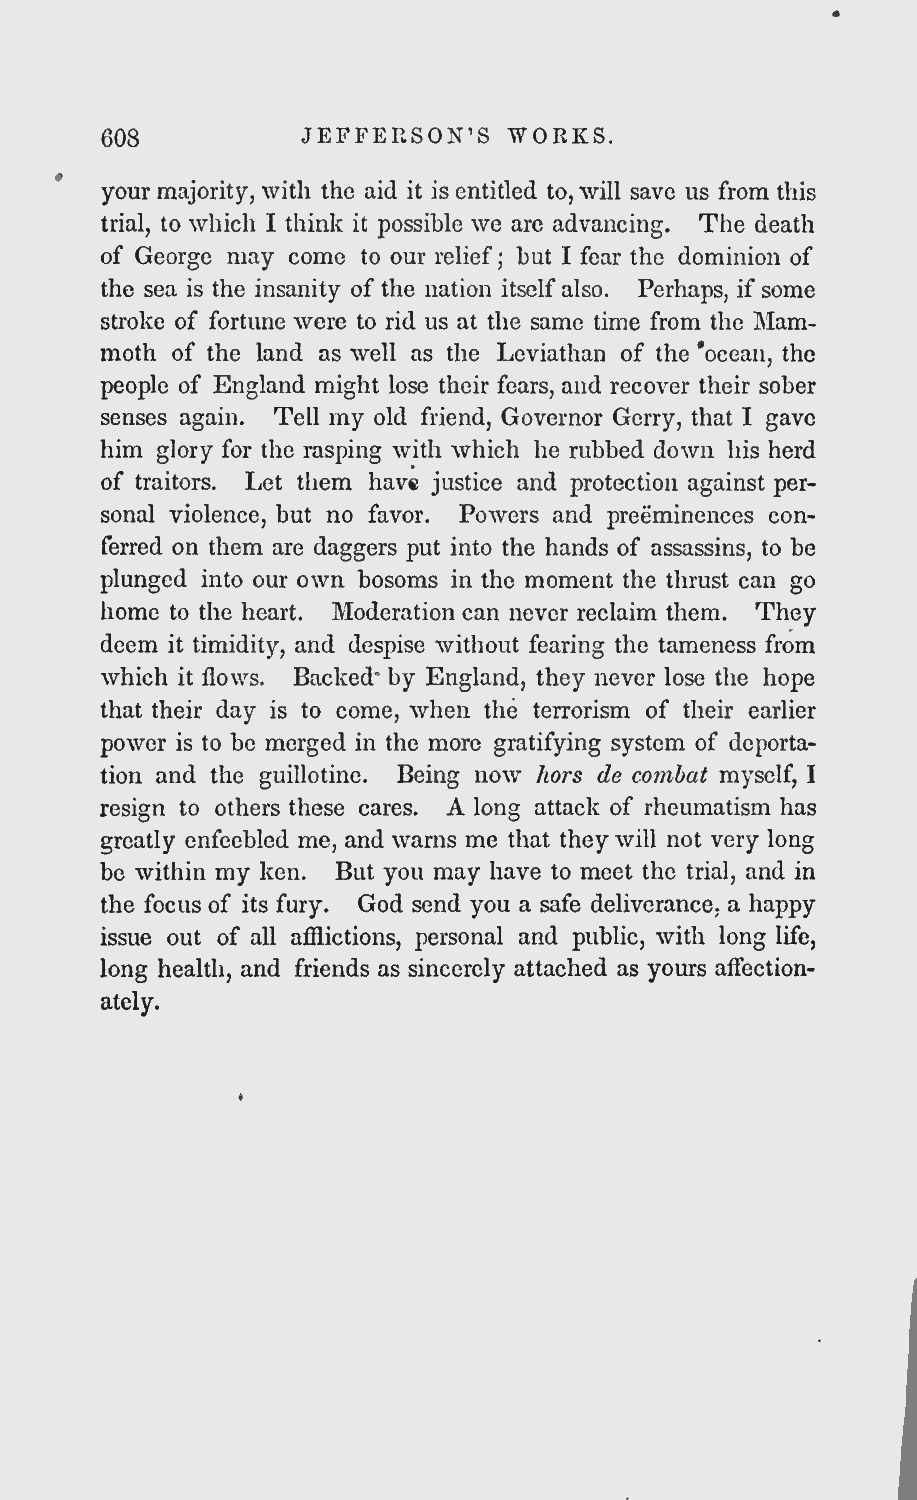 608 JEFFERSON'S WORKS.
your majority, with the aid it is entitled to, will save us from this
trial, to which I think it possible we are advancing. The death
of George may come to our relief; but I fear the dominion of
the sea is the insanity of the nation itself also. Perhaps, if some
stroke of fortune were to rid us at the same time from the Mam-
moth of the land as well as the Leviathan of the ocean, the
people of England might lose their fears, and recover their sober
senses again. Tell my old friend, Governor Gerry, that I gave
him glory for the rasping with which he rubbed down his herd
of traitors. Let them have justice and protection against per-
sonal violence, but no favor. Powers and preëminences con-
ferred on them are daggers put into the hands of assassins, to be
plunged into our own bosoms in the moment the thrust can go
home to the heart. Moderation can never reclaim them. They
deem it timidity, and despise without fearing the tameness from
which it flows. Backed by England, they never lose the hope
that their day is to come, when the terrorism of their earlier
power is to be merged in the more gratifying system of deporta-
tion and the guillotine. Being now hors de combat myself, I
resign to others these cares. A long attack of rheumatism has
greatly enfeebled me, and warns me that they will not very long
be within my ken. But you may have to meet the trial, and in
the focus of its fury. God send you a safe deliverance, a happy
issue out of all afflictions, personal and public, with long life,
long health, and friends as sincerely attached as yours affection-
ately.